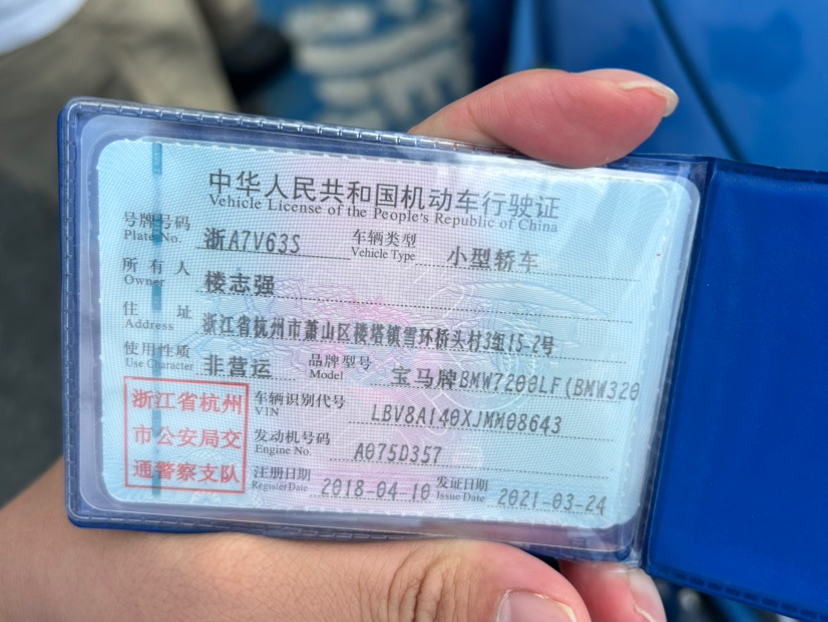 中华人民共和国机动车行驶证
Vehicle License of the People's Republic of China
号牌号码 浙A7V63S 车辆类型 小型轿车
Plate No. Vehicle Type
所有人 楼志强
Owner
住址 浙江省杭州市萧山区楼塔镇雪环桥头村3组15-2号
Address
使用性质 非营运 品牌型号 宝马牌BMW7200LF(BMW320
Use Character Model
浙江省杭州
市公安局交
通警察支队
车辆识别代号 LBV8A140XJMM08643
VIN
发动机号码 A075D357
Engine No.
注册日期 2018-04-10 发证日期 2021-03-24
Register Date Issue Date